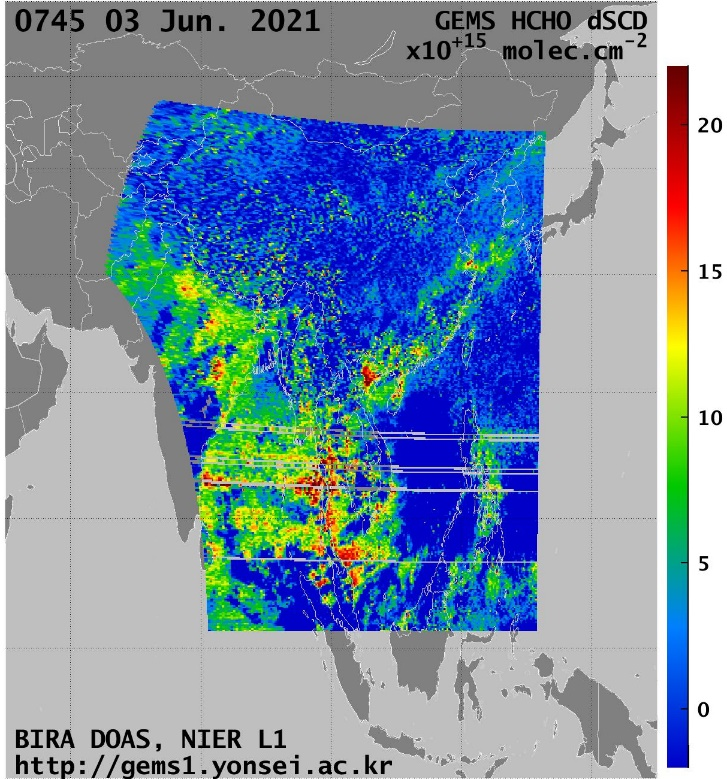 0745 03 Jun. 2021
GEMS HCHO dSCD
x10+15 molec.cm−2
20
15
10
5
0
BIRA DOAS, NIER L1
http://gems1.yonsei.ac.kr